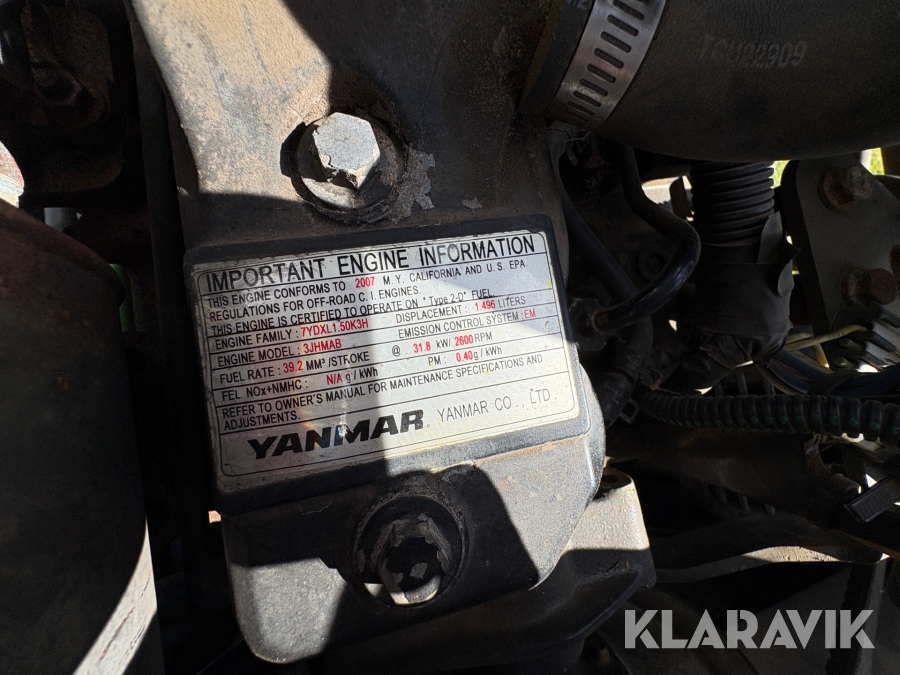 TCU22909
IMPORTANT ENGINE INFORMATION
THIS ENGINE CONFORMS TO 2007 M.Y. CALIFORNIA AND U.S. EPA
REGULATIONS FOR OFF-ROAD C.I. ENGINES.
THIS ENGINE IS CERTIFIED TO OPERATE ON "Type 2-D" FUEL
ENGINE FAMILY : 7YDXL1.50K3H DISPLACEMENT : 1.496 LITERS
ENGINE MODEL : 3JHMAB EMISSION CONTROL SYSTEM : EM
FUEL RATE : 39.2 MM³/STROKE @ 31.8 kW/ 2600 RPM
FEL NOx+NMHC : N/A g/kWh PM : 0.40g/kWh
REFER TO OWNER'S MANUAL FOR MAINTENANCE SPECIFICATIONS AND
ADJUSTMENTS.
YANMAR YANMAR CO., LTD.
KLARAVIK